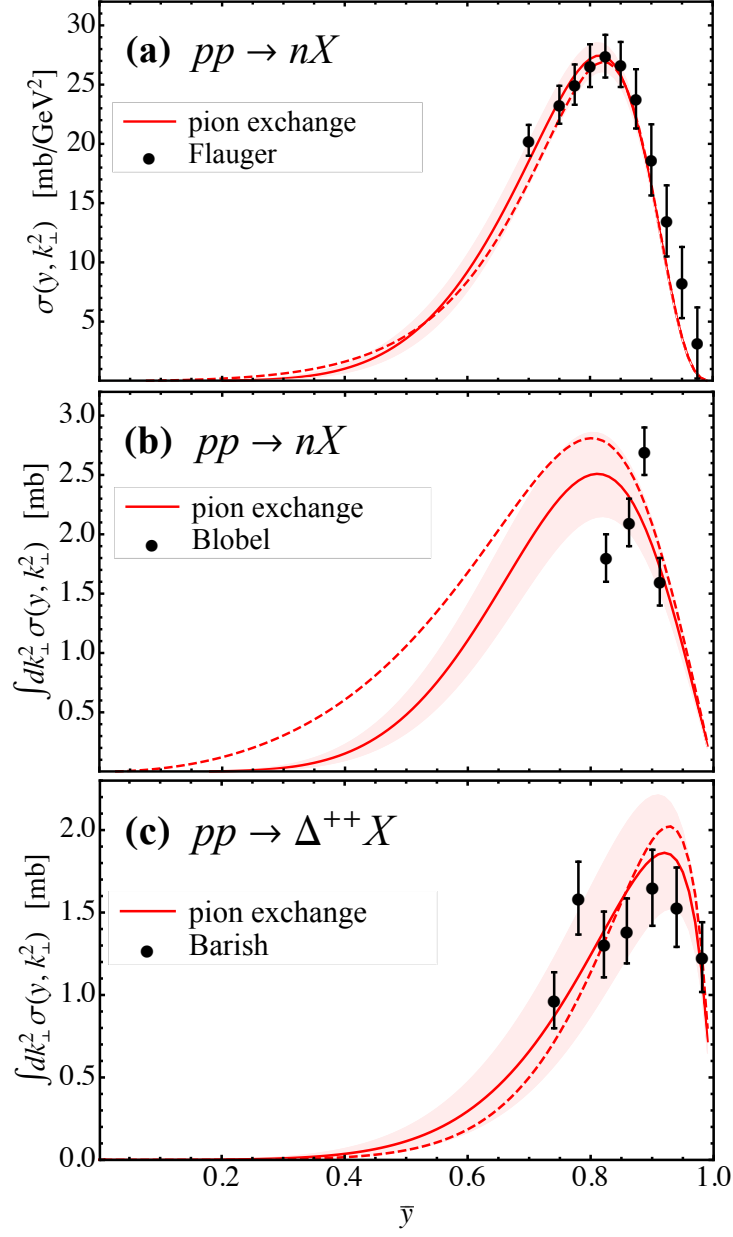 (a) pp → nX
pion exchange
Flauger
σ(y, k⊥²) [mb/GeV²]
30
25
20
15
10
5
(b) pp → nX
pion exchange
Blobel
∫dk⊥² σ(y, k⊥²) [mb]
3.0
2.5
2.0
1.5
1.0
0.5
(c) pp → Δ⁺⁺X
pion exchange
Barish
∫dk⊥² σ(y, k⊥²) [mb]
2.0
1.5
1.0
0.5
0.0
0.2 0.4 0.6 0.8 1.0
ȳ